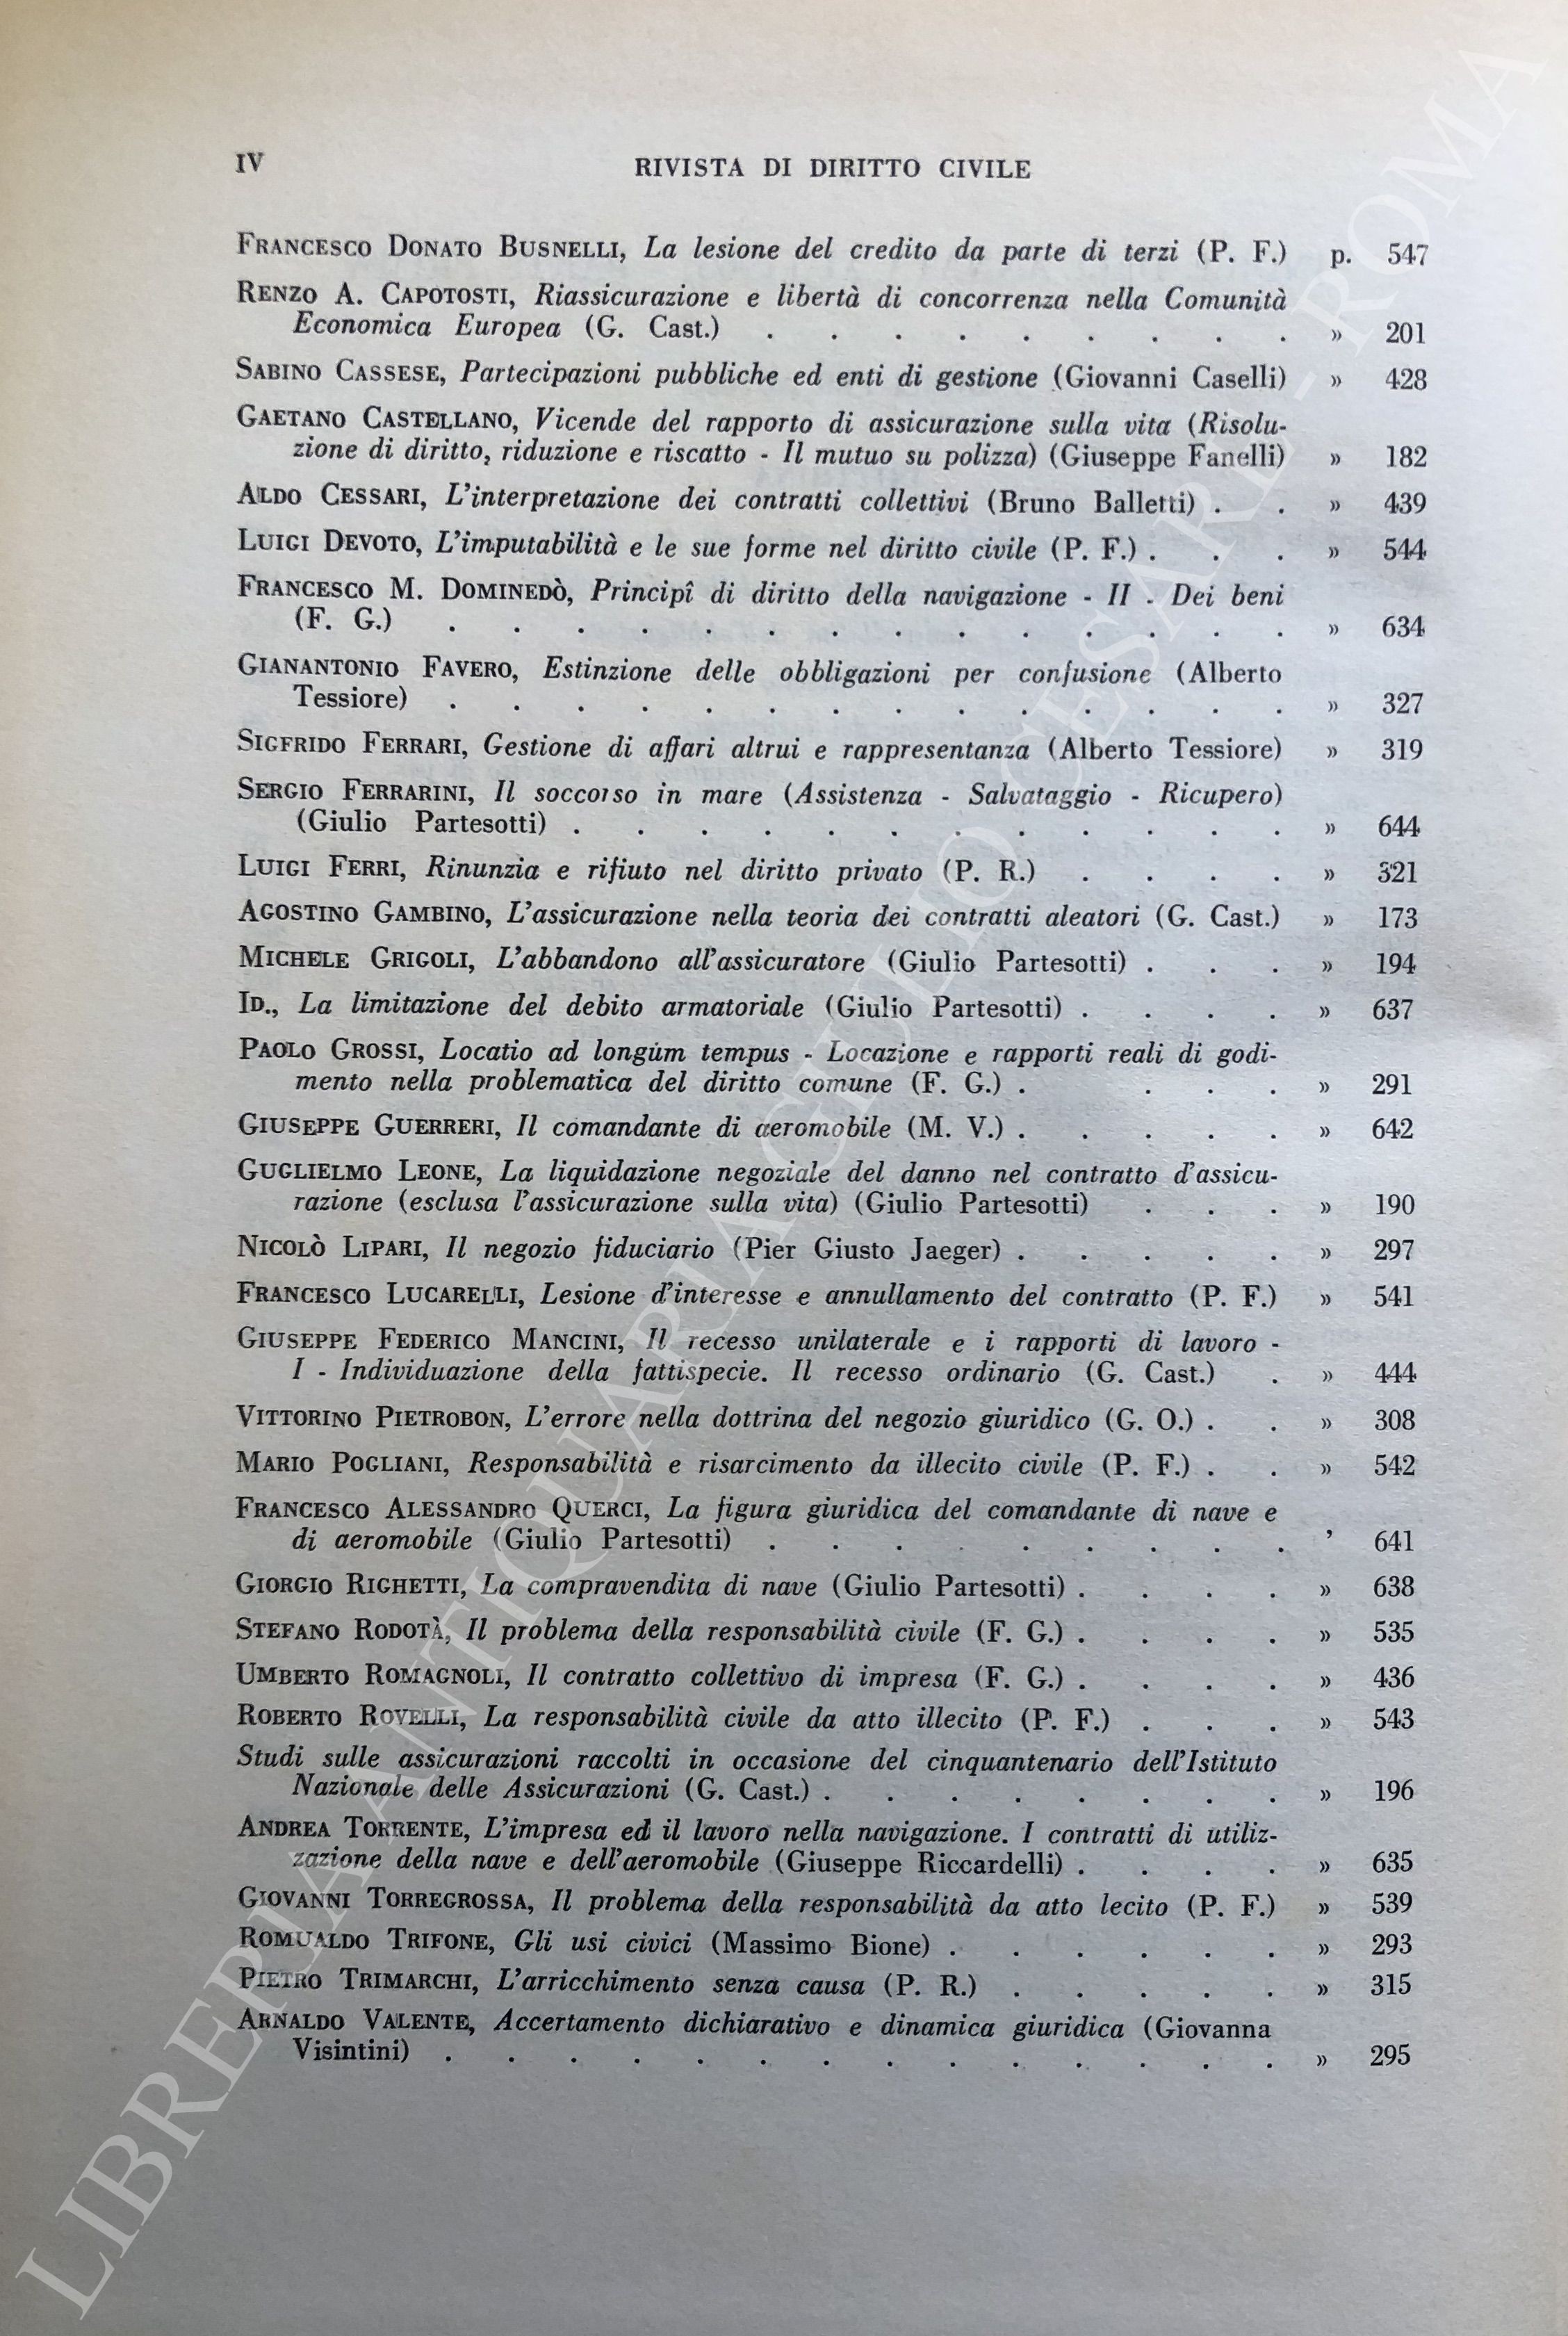 IV RIVISTA DI DIRITTO CIVILE
FRANCESCO DONATO BUSNELLI, La lesione del credito da parte di terzi (P. F.) p. 547
RENZO A. CAPOTOSTI, Riassicurazione e libertà di concorrenza nella Comunità
Economica Europea (G. Cast.) . . . . . . . . . » 201
SABINO CASSESE, Partecipazioni pubbliche ed enti di gestione (Giovanni Caselli) » 428
GAETANO CASTELLANO, Vicende del rapporto di assicurazione sulla vita (Risolu-
zione di diritto, riduzione e riscatto - Il mutuo su polizza) (Giuseppe Fanelli) » 182
ALDO CESSARI, L'interpretazione dei contratti collettivi (Bruno Balletti) . . » 439
LUIGI DEVOTO, L'imputabilità e le sue forme nel diritto civile (P. F.) . . . » 544
FRANCESCO M. DOMINEDÒ, Principî di diritto della navigazione - II - Dei beni
(F. G.) . . . . . . . . . . . . . . » 634
GIANANTONIO FAVERO, Estinzione delle obbligazioni per confusione (Alberto
Tessiore) . . . . . . . . . . . . . . » 327
SIGFRIDO FERRARI, Gestione di affari altrui e rappresentanza (Alberto Tessiore) » 319
SERGIO FERRARINI, Il soccorso in mare (Assistenza - Salvataggio - Ricupero)
(Giulio Partesotti) . . . . . . . . . . . . » 644
LUIGI FERRI, Rinunzia e rifiuto nel diritto privato (P. R.) . . . . » 321
AGOSTINO GAMBINO, L'assicurazione nella teoria dei contratti aleatori (G. Cast.) » 173
MICHELE GRIGOLI, L'abbandono all'assicuratore (Giulio Partesotti) . . . » 194
ID., La limitazione del debito armatoriale (Giulio Partesotti) . . . . » 637
PAOLO GROSSI, Locatio ad longum tempus - Locazione e rapporti reali di godi-
mento nella problematica del diritto comune (F. G.) . . . . » 291
GIUSEPPE GUERRERI, Il comandante di aeromobile (M. V.) . . . . . » 642
GUGLIELMO LEONE, La liquidazione negoziale del danno nel contratto d'assicu-
razione (esclusa l'assicurazione sulla vita) (Giulio Partesotti) . . . » 190
NICOLÒ LIPARI, Il negozio fiduciario (Pier Giusto Jaeger) . . . . . » 297
FRANCESCO LUCARELLI, Lesione d'interesse e annullamento del contratto (P. F.) » 541
GIUSEPPE FEDERICO MANCINI, Il recesso unilaterale e i rapporti di lavoro -
I - Individuazione della fattispecie. Il recesso ordinario (G. Cast.) . » 444
VITTORINO PIETROBON, L'errore nella dottrina del negozio giuridico (G. O.) . . » 308
MARIO POGLIANI, Responsabilità e risarcimento da illecito civile (P. F.) . . » 542
FRANCESCO ALESSANDRO QUERCI, La figura giuridica del comandante di nave e
di aeromobile (Giulio Partesotti) . . . . . . . . ’ 641
GIORGIO RIGHETTI, La compravendita di nave (Giulio Partesotti) . . . . » 638
STEFANO RODOTÀ, Il problema della responsabilità civile (F. G.) . . . . » 535
UMBERTO ROMAGNOLI, Il contratto collettivo di impresa (F. G.) . . . . » 436
ROBERTO ROVELLI, La responsabilità civile da atto illecito (P. F.) . . . » 543
Studi sulle assicurazioni raccolti in occasione del cinquantenario dell'Istituto
Nazionale delle Assicurazioni (G. Cast.) . . . . . . . . » 196
ANDREA TORRENTE, L'impresa ed il lavoro nella navigazione. I contratti di utiliz-
zazione della nave e dell'aeromobile (Giuseppe Riccardelli) . . . . » 635
GIOVANNI TORREGROSSA, Il problema della responsabilità da atto lecito (P. F.) » 539
ROMUALDO TRIFONE, Gli usi civici (Massimo Bione) . . . . . . » 293
PIETRO TRIMARCHI, L'arricchimento senza causa (P. R.) . . . . . » 315
ARNALDO VALENTE, Accertamento dichiarativo e dinamica giuridica (Giovanna
Visintini) . . . . . . . . . . . . . . » 295
LIBRERIA ANTIQUARIA GIULIO CESARE - ROMA